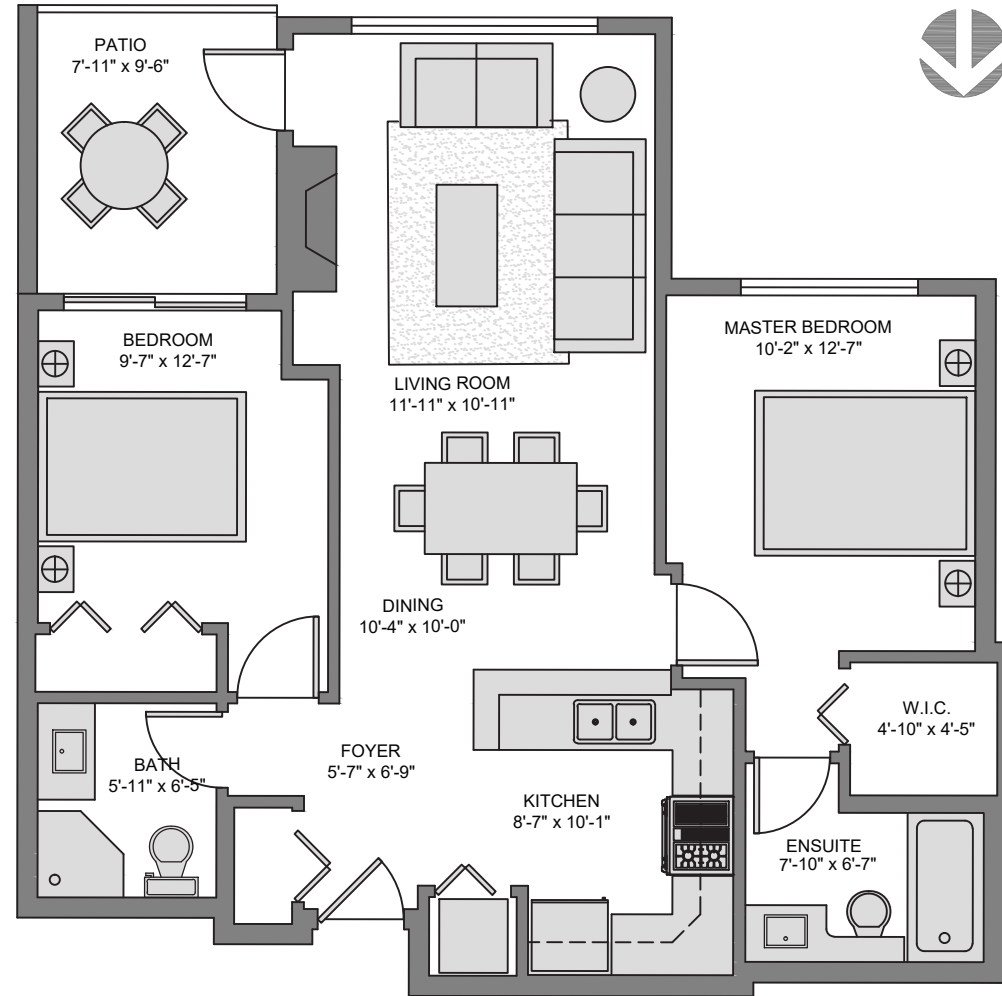 PATIO
7'-11" x 9'-6"
BEDROOM
9'-7" x 12'-7"
MASTER BEDROOM
10'-2" x 12'-7"
LIVING ROOM
11'-11" x 10'-11"
DINING
10'-4" x 10'-0"
W.I.C.
4'-10" x 4'-5"
FOYER
5'-7" x 6'-9"
BATH
5'-11" x 6'-5"
KITCHEN
8'-7" x 10'-1"
ENSUITE
7'-10" x 6'-7"